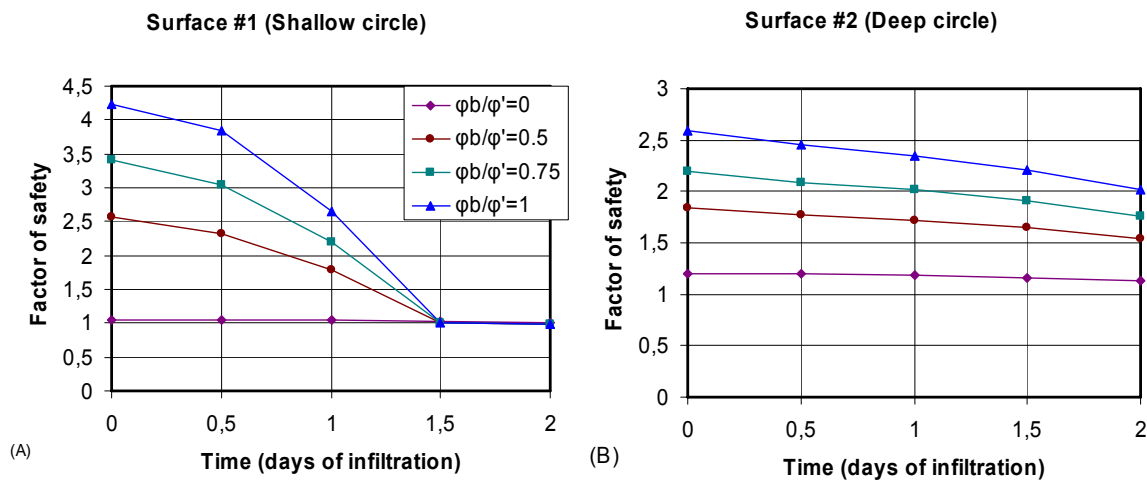 Surface #1 (Shallow circle)
Factor of safety
4,5
4
3,5
3
2,5
2
1,5
1
0,5
0
φb/φ'=0
φb/φ'=0.5
φb/φ'=0.75
φb/φ'=1
0 0,5 1 1,5 2
Time (days of infiltration)
(A)
Surface #2 (Deep circle)
Factor of safety
3
2,5
2
1,5
1
0,5
0
0 0,5 1 1,5 2
Time (days of infiltration)
(B)